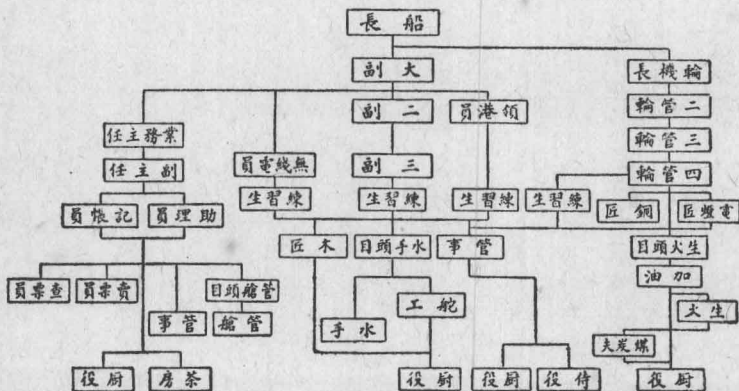 船長
輪機長
大副
二管輪
領港員
二副
三管輪
業務主任
四管輪
三副
無綫電員
副主任
練習生
練習生
練習生
練習生
電燈匠
銅匠
助理員
記帳員
生火頭目
管事
水手頭目
木匠
加油
管艙頭目
賣票員
查票員
生火
舵工
管艙
管事
水手
煤炭夫
厨役
侍役
厨役
厨役
茶房
厨役